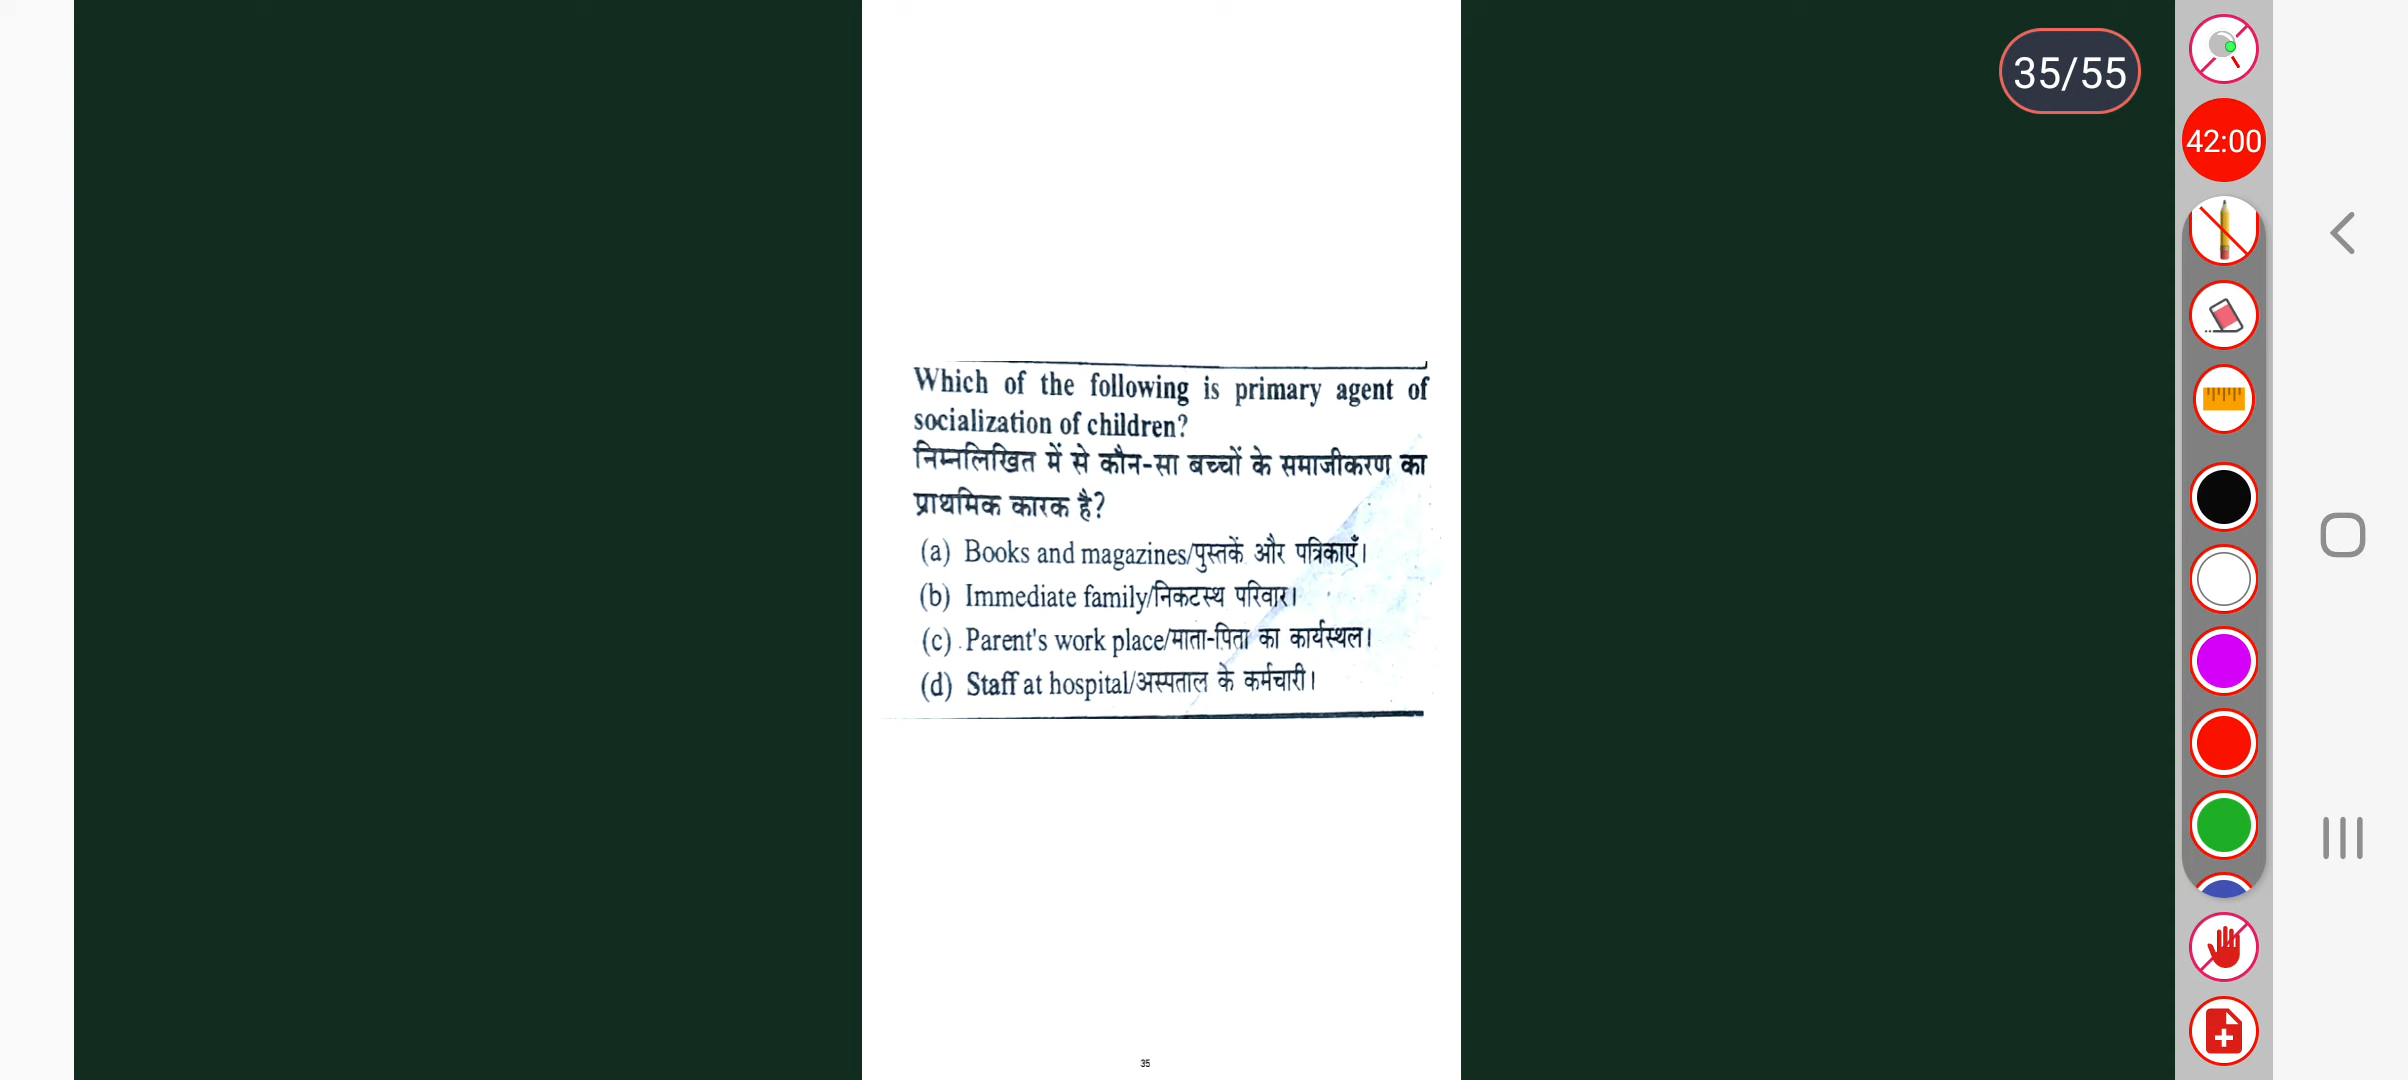 35/55
42:00
Which of the following is primary agent of
socialization of children?
निम्नलिखित में से कौन-सा बच्चों के समाजीकरण का
प्राथमिक कारक है?
(a) Books and magazines/पुस्तकें और पत्रिकाएँ।
(b) Immediate family/निकटस्थ परिवार।
(c) Parent's work place/माता-पिता का कार्यस्थल।
(d) Staff at hospital/अस्पताल के कर्मचारी।
35